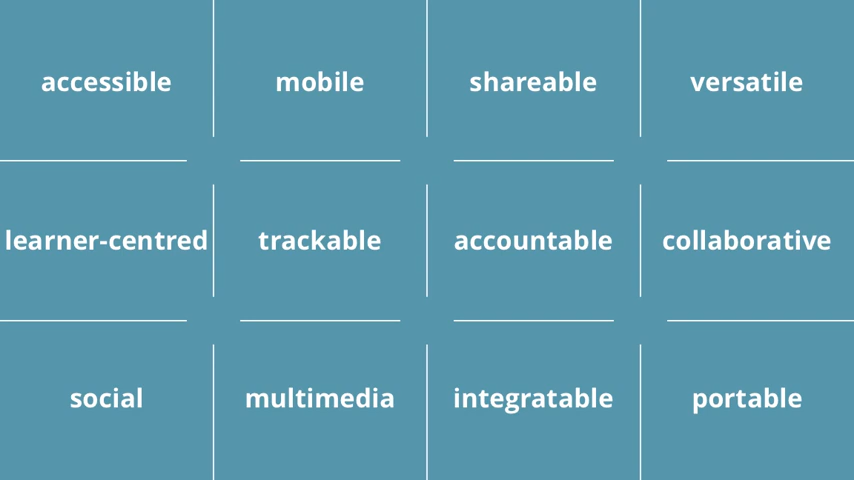 accessible mobile shareable versatile
learner-centred trackable accountable collaborative
social multimedia integratable portable